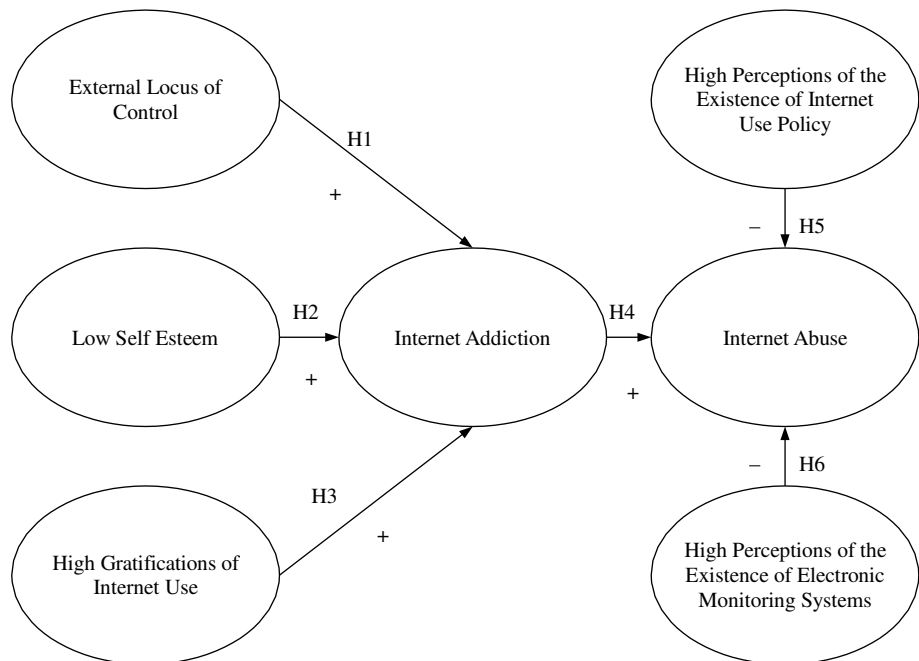 External Locus of
Control
High Perceptions of the
Existence of Internet
Use Policy
H1
+
–
H5
Low Self Esteem
H2
+
Internet Addiction
H4
+
Internet Abuse
H3
+
–
H6
High Gratifications of
Internet Use
High Perceptions of the
Existence of Electronic
Monitoring Systems